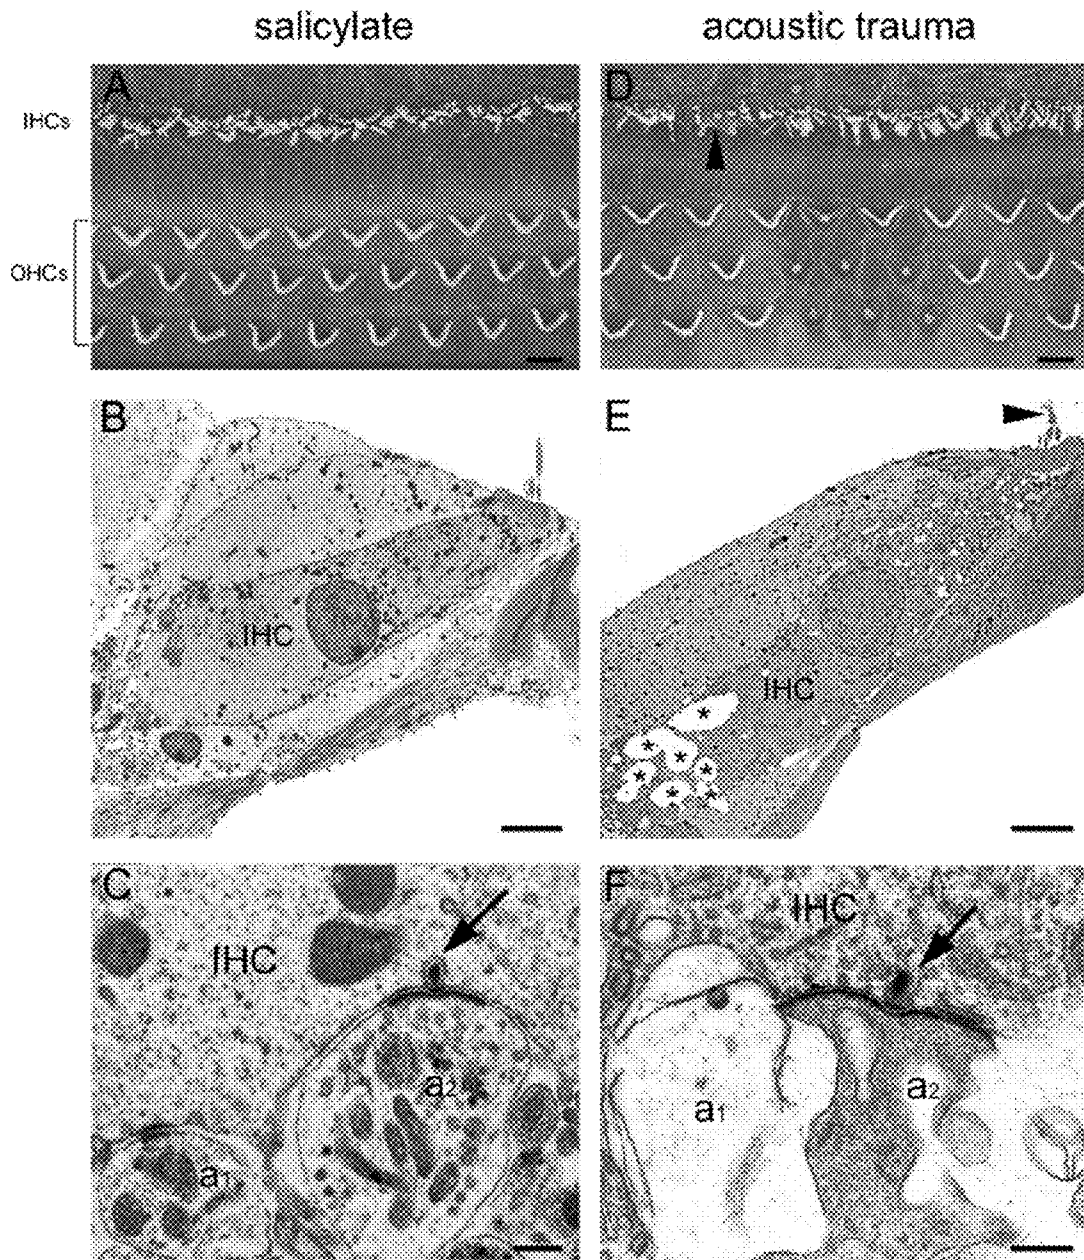 salicylate
acoustic trauma
A
D
IHCs
OHCs
B
E
IHC
IHC
* * * * * * *
C
F
IHC
IHC
a2
a1
a1
a2